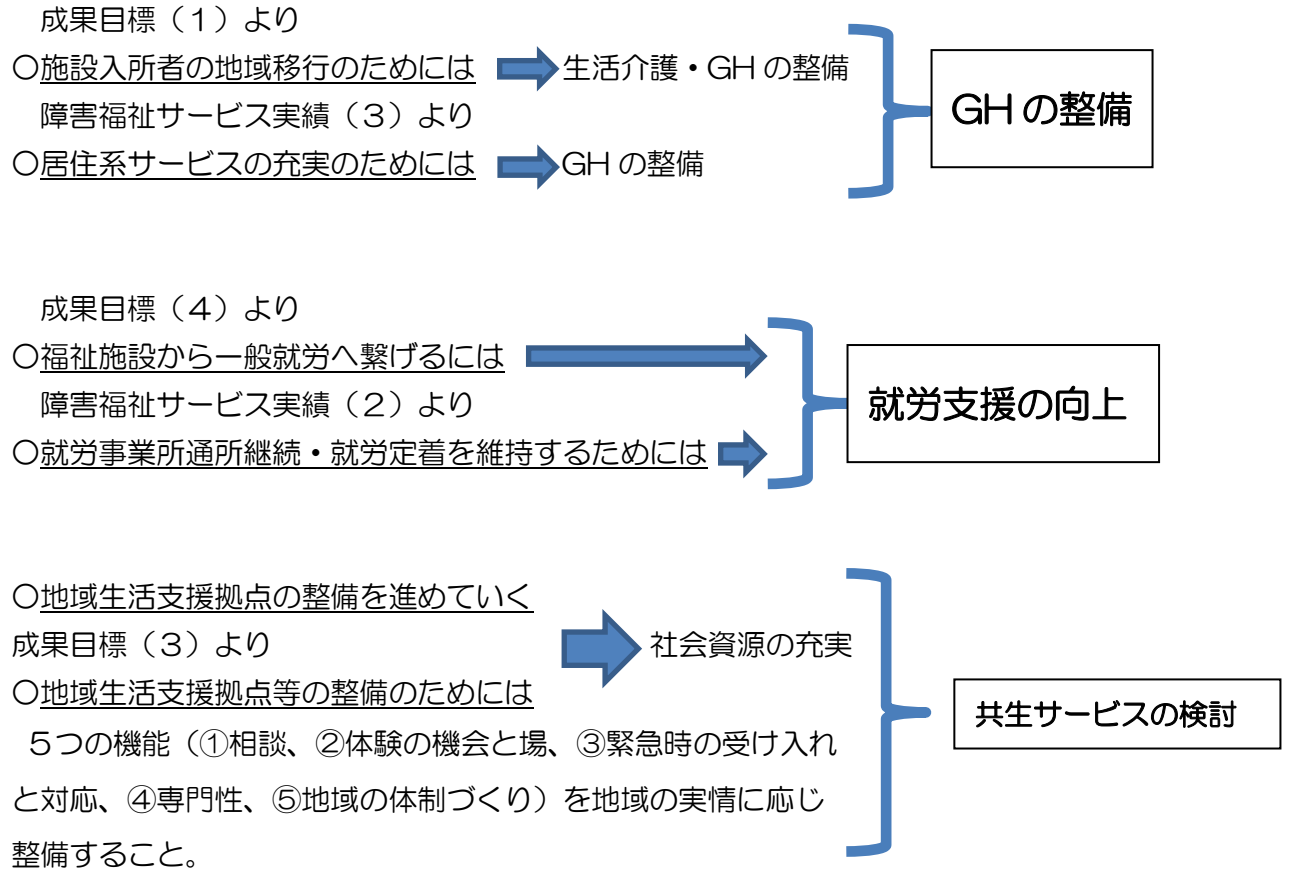 成果目標（１）より
〇施設入所者の地域移行のためには
生活介護・GHの整備
障害福祉サービス実績（３）より
〇居住系サービスの充実のためには
GHの整備
GHの整備
成果目標（４）より
〇福祉施設から一般就労へ繋げるには
障害福祉サービス実績（２）より
〇就労事業所通所継続・就労定着を維持するためには
就労支援の向上
〇地域生活支援拠点の整備を進めていく
成果目標（３）より
社会資源の充実
〇地域生活支援拠点等の整備のためには
５つの機能（①相談、②体験の機会と場、③緊急時の受け入れ
と対応、④専門性、⑤地域の体制づくり）を地域の実情に応じ
整備すること。
共生サービスの検討